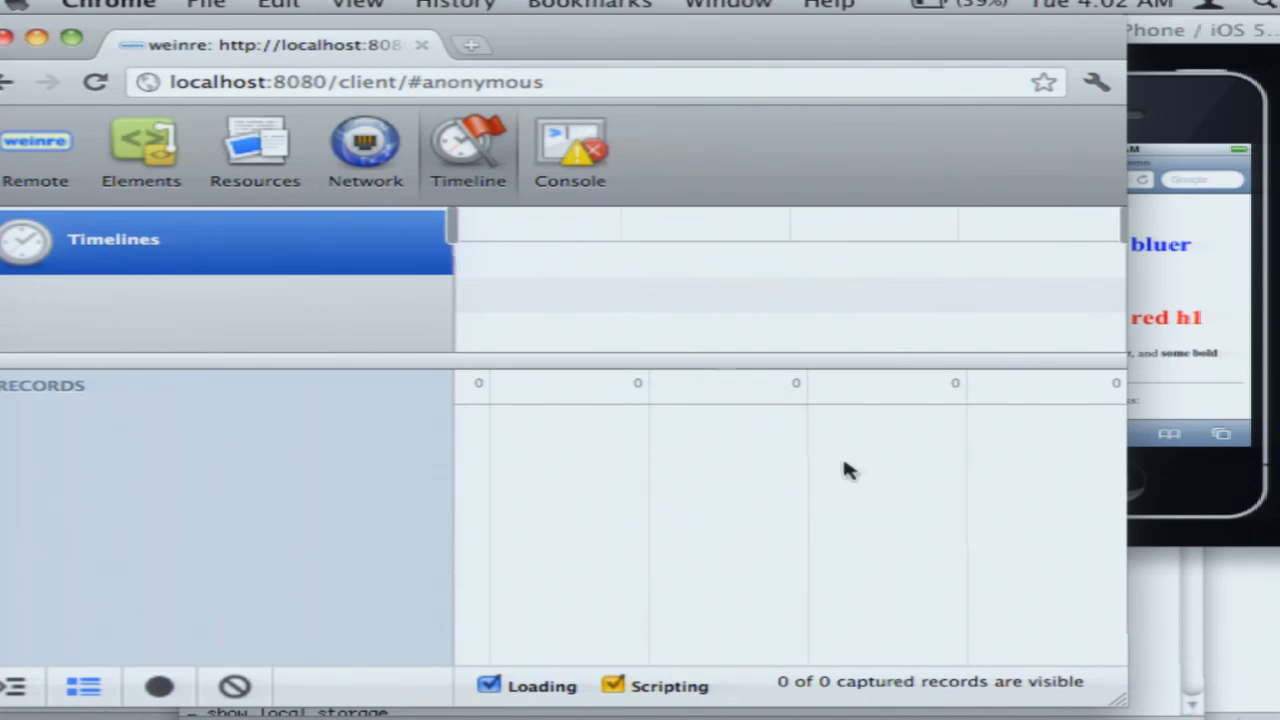 Chrome File Edit View History Bookmarks Window Help (39%) Tue 4:02 AM
weinre: http://localhost:808
Phone / iOS 5...
localhost:8080/client/#anonymous
weinre
Remote Elements Resources Network Timeline Console
Google
Timelines
bluer
red h1
, and some bold
RECORDS
0 0 0 0 0
Loading Scripting 0 of 0 captured records are visible
– show local storage